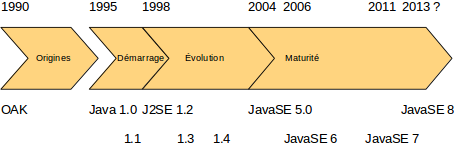 1990 1995 1998 2004 2006 2011 2013 ?
Origines Démarrage Évolution Maturité
OAK Java 1.0 J2SE 1.2 JavaSE 5.0 JavaSE 8
1.1 1.3 1.4 JavaSE 6 JavaSE 7